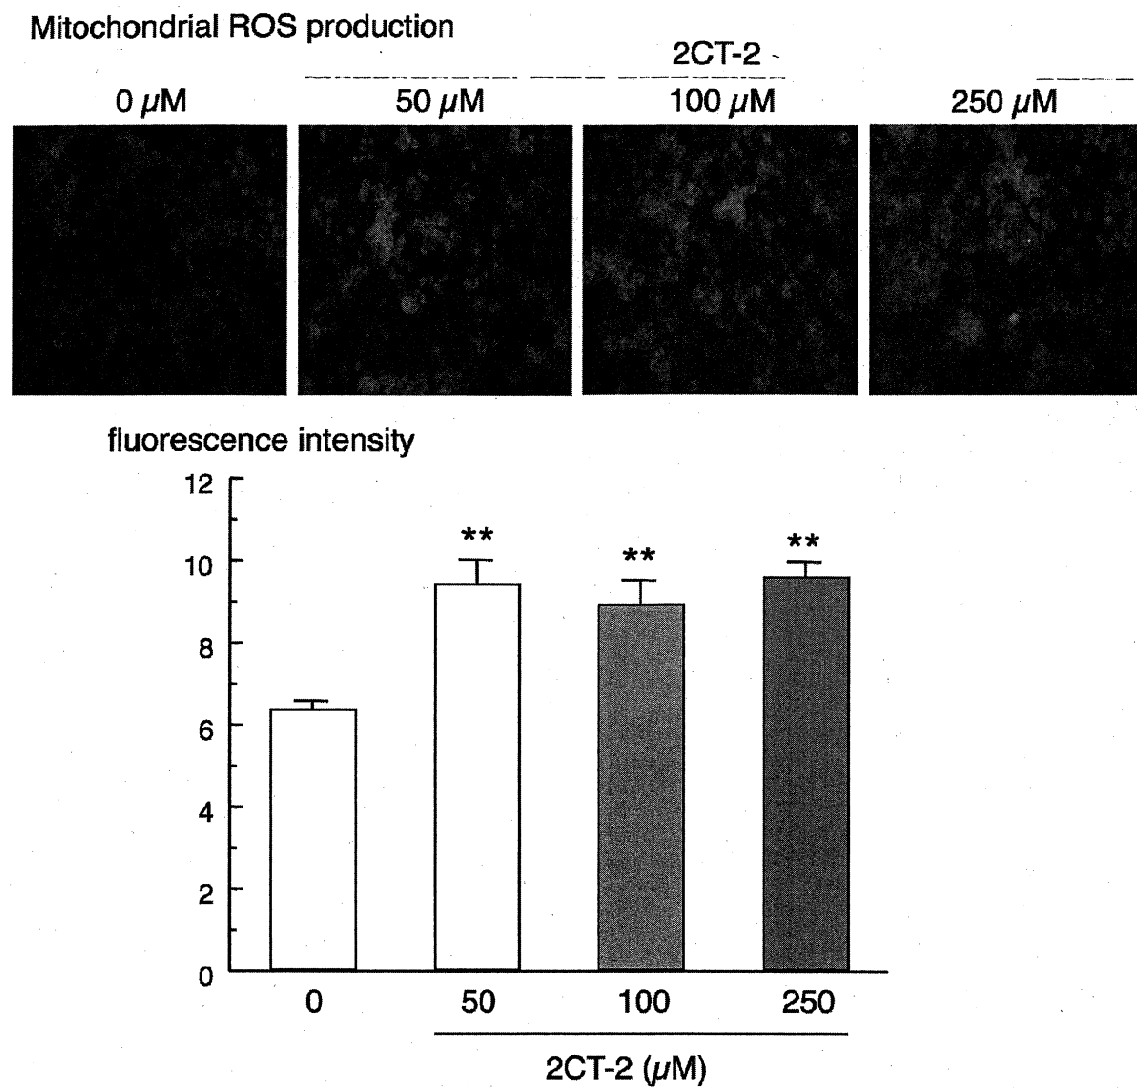 Mitochondrial ROS production
2CT-2
0 µM 50 µM 100 µM 250 µM
fluorescence intensity
12
10
8
6
4
2
0
** ** **
0 50 100 250
2CT-2 (µM)